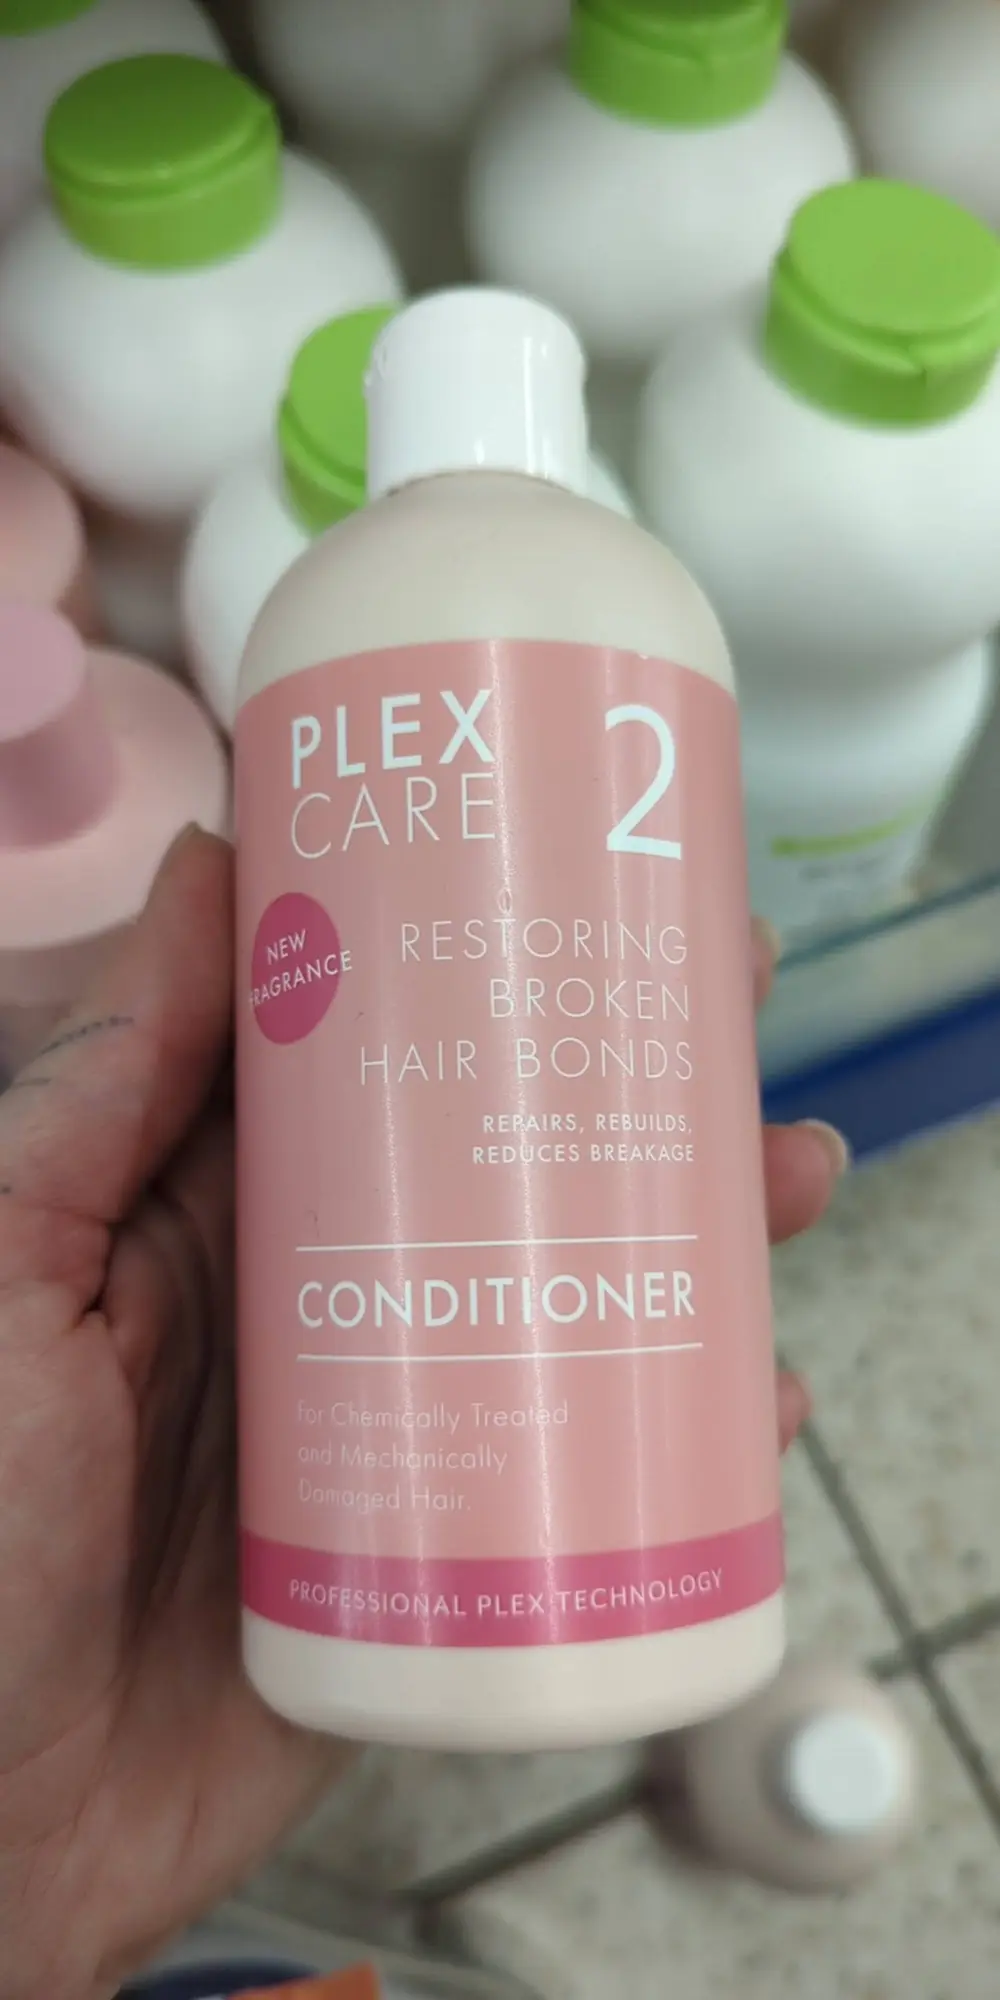 PLEX
CARE
2
NEW
FRAGRANCE
RESTORING
BROKEN
HAIR BONDS
REPAIRS, REBUILDS,
REDUCES BREAKAGE
CONDITIONER
For Chemically Treated
and Mechanically
Damaged Hair.
PROFESSIONAL PLEX TECHNOLOGY